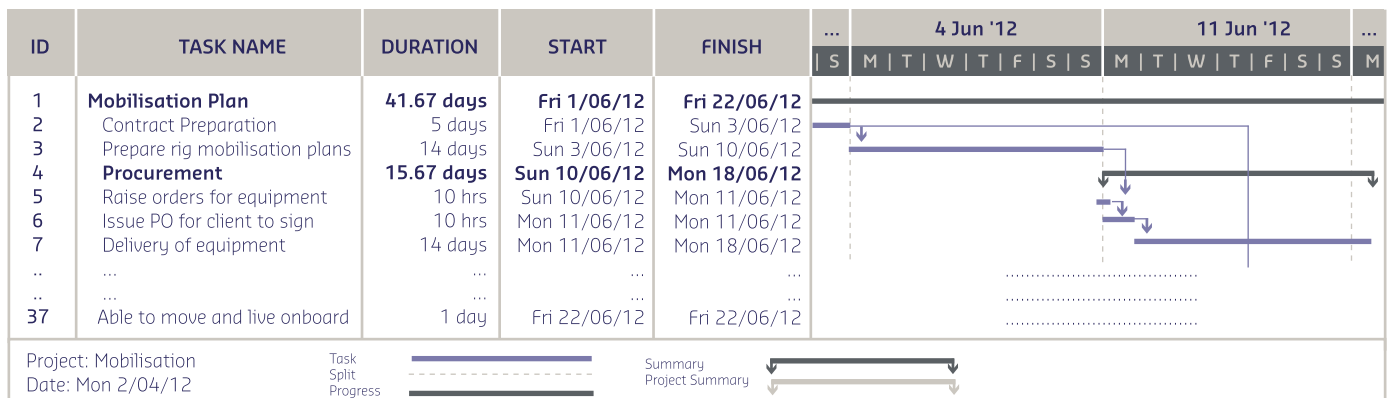 ID TASK NAME DURATION START FINISH ... 4 Jun '12 11 Jun '12 ...
| S M | T | W | T | F | S | S M | T | W | T | F | S | S M
1 Mobilisation Plan 41.67 days Fri 1/06/12 Fri 22/06/12
2 Contract Preparation 5 days Fri 1/06/12 Sun 3/06/12
3 Prepare rig mobilisation plans 14 days Sun 3/06/12 Sun 10/06/12
4 Procurement 15.67 days Sun 10/06/12 Mon 18/06/12
5 Raise orders for equipment 10 hrs Sun 10/06/12 Mon 11/06/12
6 Issue PO for client to sign 10 hrs Mon 11/06/12 Mon 11/06/12
7 Delivery of equipment 14 days Mon 11/06/12 Mon 18/06/12
.. ... ... ... ...
.. ... ... ... ...
37 Able to move and live onboard 1 day Fri 22/06/12 Fri 22/06/12
Project: Mobilisation
Date: Mon 2/04/12
Task
Split
Progress
Summary
Project Summary